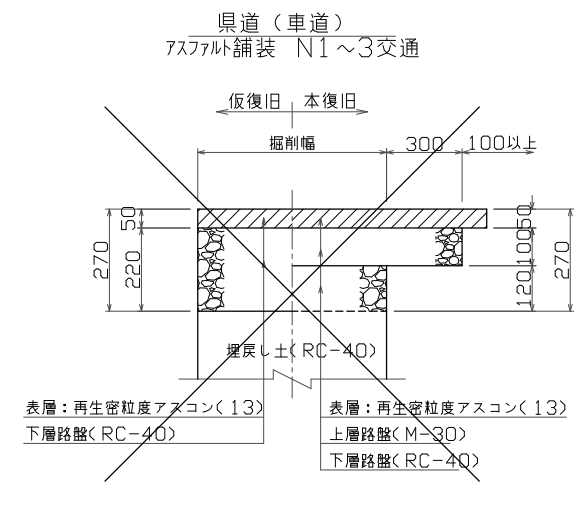 県道（車道）
アスファルト舗装 N1～3交通
仮復旧 本復旧
掘削幅 300 100以上
50 50
270 220 100 270
120
埋戻し土(RC-40)
表層：再生密粒度アスコン(13) 表層：再生密粒度アスコン(13)
下層路盤(RC-40) 上層路盤(M-30)
下層路盤(RC-40)